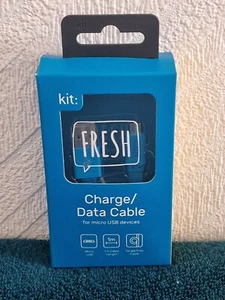 kit:
FRESH
Charge/
Data Cable
for micro USB devices